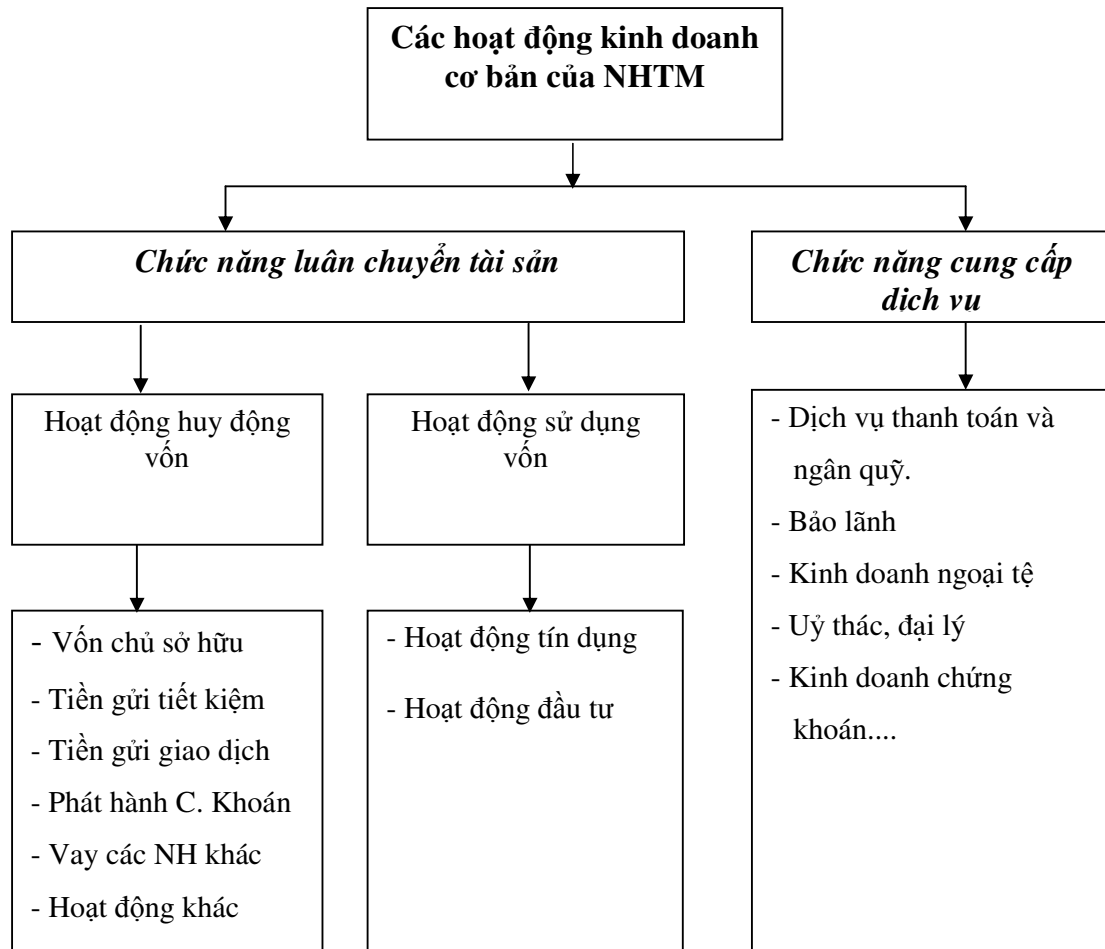 Các hoạt động kinh doanh
cơ bản của NHTM
Chức năng luân chuyển tài sản
Chức năng cung cấp
dịch vụ
Hoạt động huy động
vốn
Hoạt động sử dụng
vốn
- Dịch vụ thanh toán và
ngân quỹ.
- Bảo lãnh
- Kinh doanh ngoại tệ
- Uỷ thác, đại lý
- Kinh doanh chứng
khoán....
- Vốn chủ sở hữu
- Tiền gửi tiết kiệm
- Tiền gửi giao dịch
- Phát hành C. Khoán
- Vay các NH khác
- Hoạt động khác
- Hoạt động tín dụng
- Hoạt động đầu tư